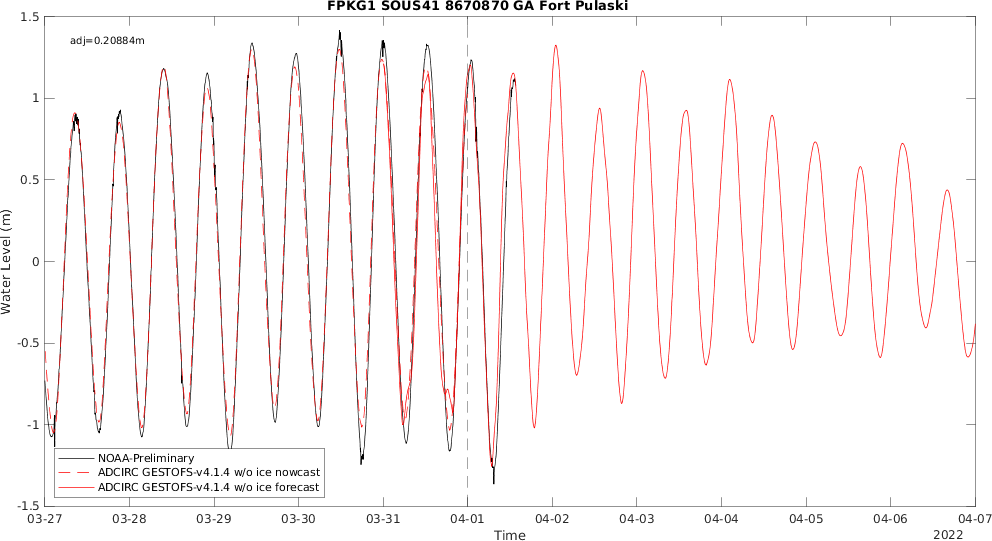 FPKG1 SOUS41 8670870 GA Fort Pulaski
adj=0.20884m
1.5
1
0.5
0
-0.5
-1
-1.5
Water Level (m)
NOAA-Preliminary
ADCIRC GESTOFS-v4.1.4 w/o ice nowcast
ADCIRC GESTOFS-v4.1.4 w/o ice forecast
03-27 03-28 03-29 03-30 03-31 04-01 04-02 04-03 04-04 04-05 04-06 04-07
Time
2022